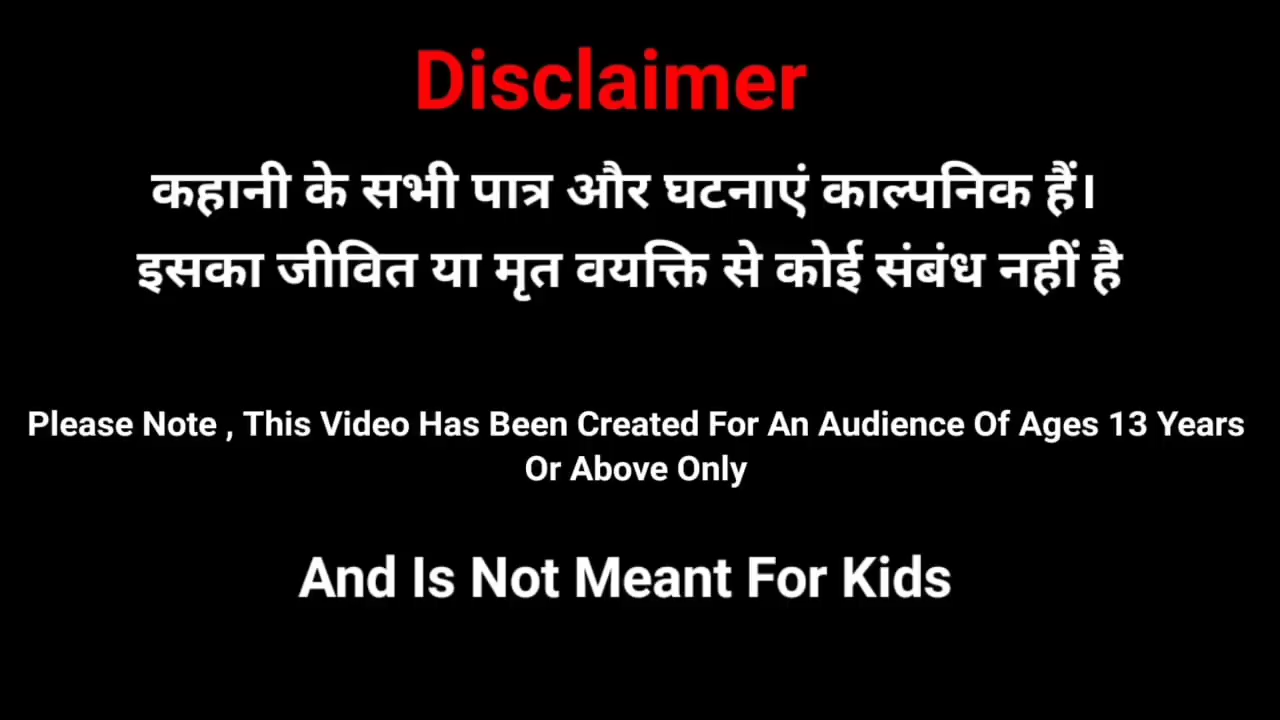 Disclaimer
कहानी के सभी पात्र और घटनाएं काल्पनिक हैं।
इसका जीवित या मृत वयक्ति से कोई संबंध नहीं है
Please Note , This Video Has Been Created For An Audience Of Ages 13 Years
Or Above Only
And Is Not Meant For Kids